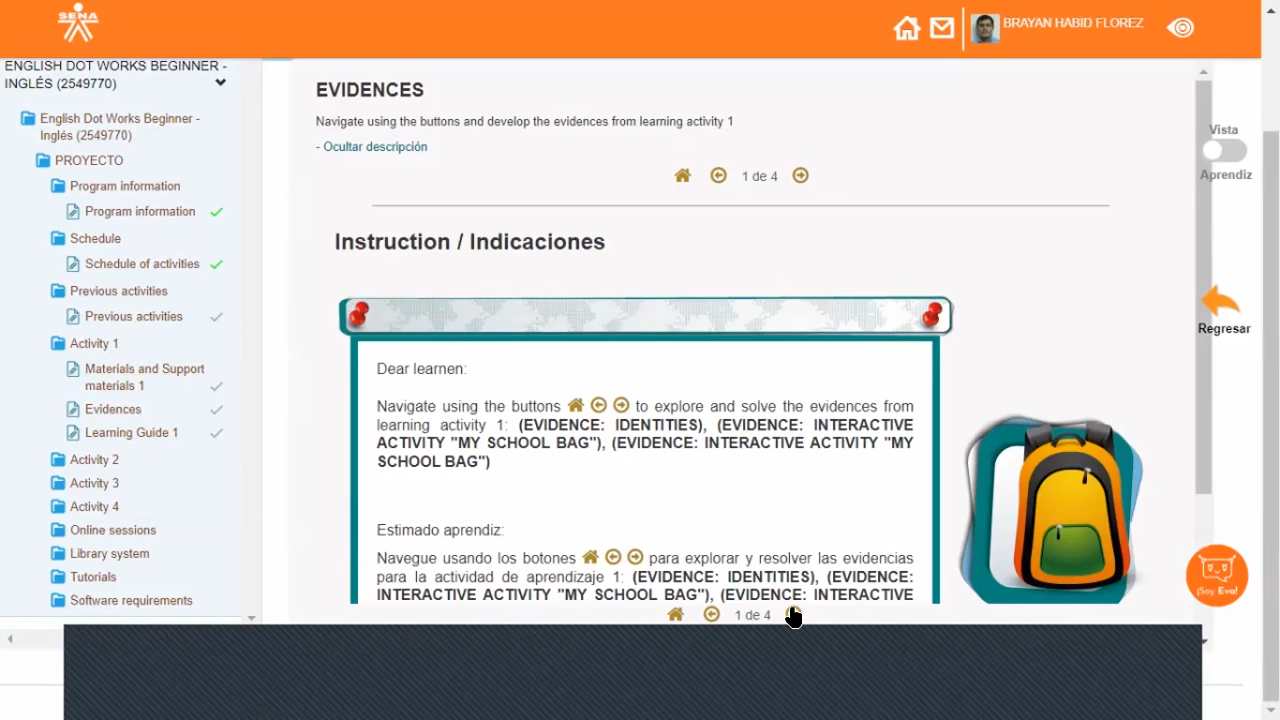 SENA
BRAYAN HABID FLOREZ
ENGLISH DOT WORKS BEGINNER -
INGLÉS (2549770)
English Dot Works Beginner -
Inglés (2549770)
PROYECTO
Program information
Program information
Schedule
Schedule of activities
Previous activities
Previous activities
Activity 1
Materials and Support
materials 1
Evidences
Learning Guide 1
Activity 2
Activity 3
Activity 4
Online sessions
Library system
Tutorials
Software requirements
EVIDENCES
Navigate using the buttons and develop the evidences from learning activity 1
- Ocultar descripción
1 de 4
Instruction / Indicaciones
Dear learnen:
Navigate using the buttons to explore and solve the evidences from
learning activity 1: (EVIDENCE: IDENTITIES), (EVIDENCE: INTERACTIVE
ACTIVITY "MY SCHOOL BAG"), (EVIDENCE: INTERACTIVE ACTIVITY "MY
SCHOOL BAG")
Estimado aprendiz:
Navegue usando los botones para explorar y resolver las evidencias
para la actividad de aprendizaje 1: (EVIDENCE: IDENTITIES), (EVIDENCE:
INTERACTIVE ACTIVITY "MY SCHOOL BAG"), (EVIDENCE: INTERACTIVE
1 de 4
Vista
Aprendiz
Regresar
¡Soy Eva!